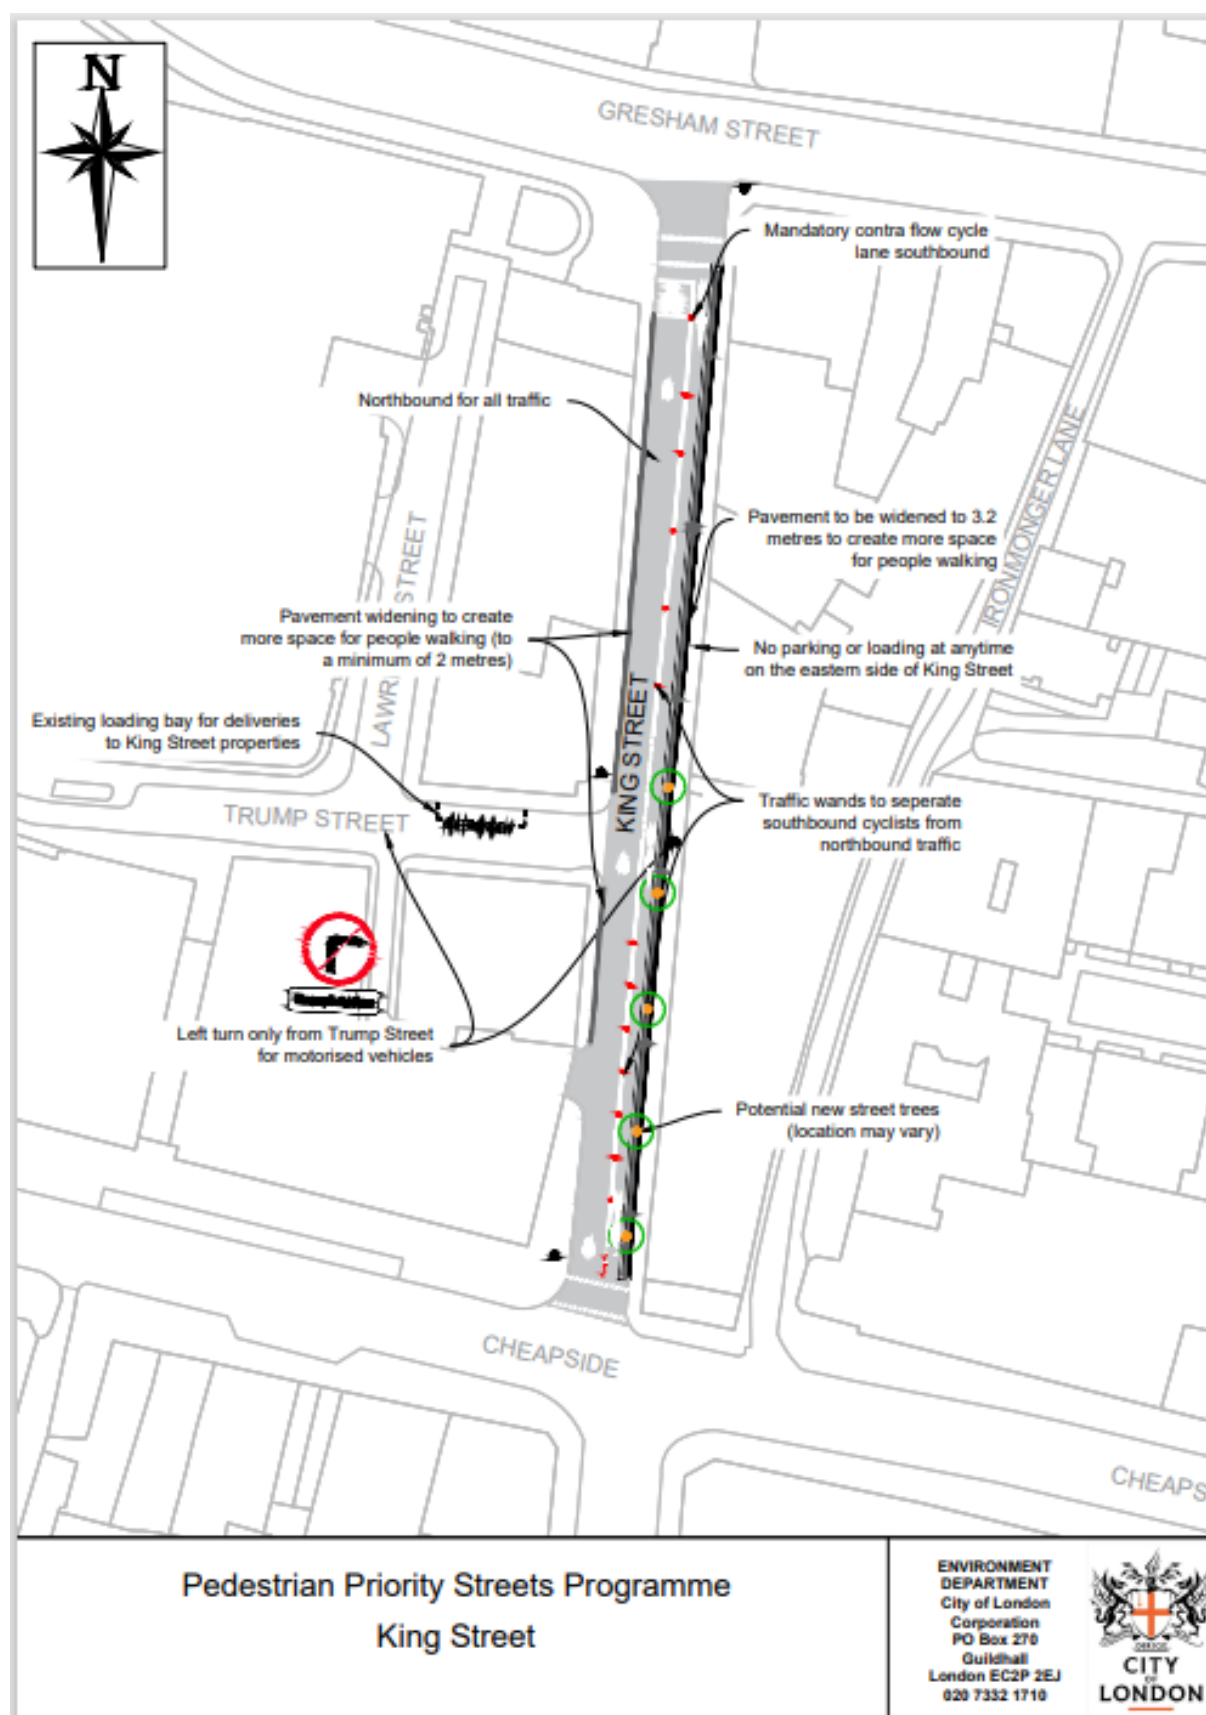 N
GRESHAM STREET
Mandatory contra flow cycle
lane southbound
Northbound for all traffic
IRONMONGER LANE
Pavement to be widened to 3.2
metres to create more space
for people walking
STREET
Pavement widening to create
more space for people walking (to
a minimum of 2 metres)
No parking or loading at anytime
on the eastern side of King Street
LAWR
KING STREET
Existing loading bay for deliveries
to King Street properties
TRUMP STREET
Traffic wands to seperate
southbound cyclists from
northbound traffic
Left turn only from Trump Street
for motorised vehicles
Potential new street trees
(location may vary)
CHEAPSIDE
CHEAPS
Pedestrian Priority Streets Programme
King Street
ENVIRONMENT
DEPARTMENT
City of London
Corporation
PO Box 270
Guildhall
London EC2P 2EJ
020 7332 1710
CITY
OF
LONDON